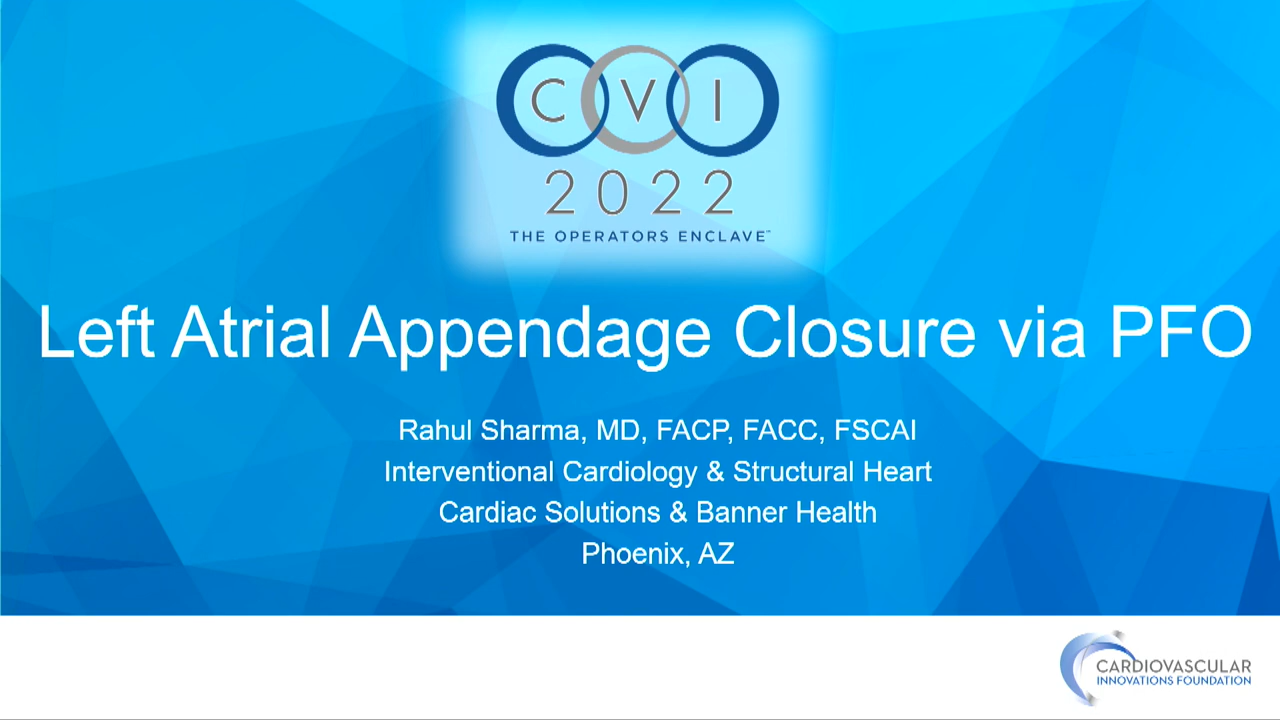 C V I
2022
THE OPERATORS ENCLAVE™
Left Atrial Appendage Closure via PFO
Rahul Sharma, MD, FACP, FACC, FSCAI
Interventional Cardiology & Structural Heart
Cardiac Solutions & Banner Health
Phoenix, AZ
CARDIOVASCULAR
INNOVATIONS FOUNDATION